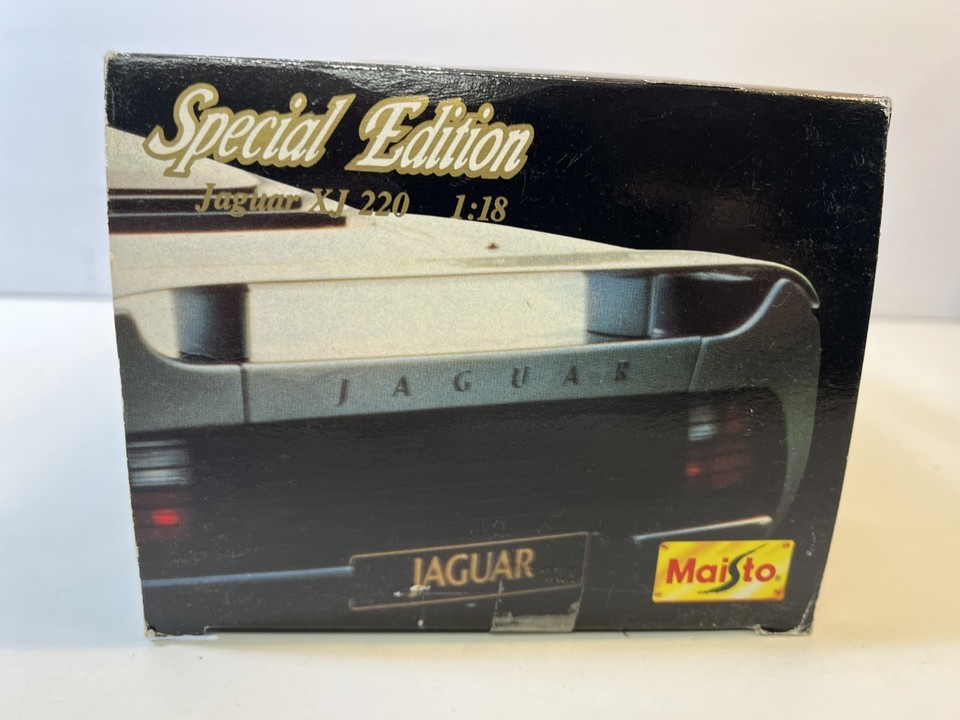 Special Edition
Jaguar XJ 220 1:18
JAGUAR
JAGUAR
Maisto